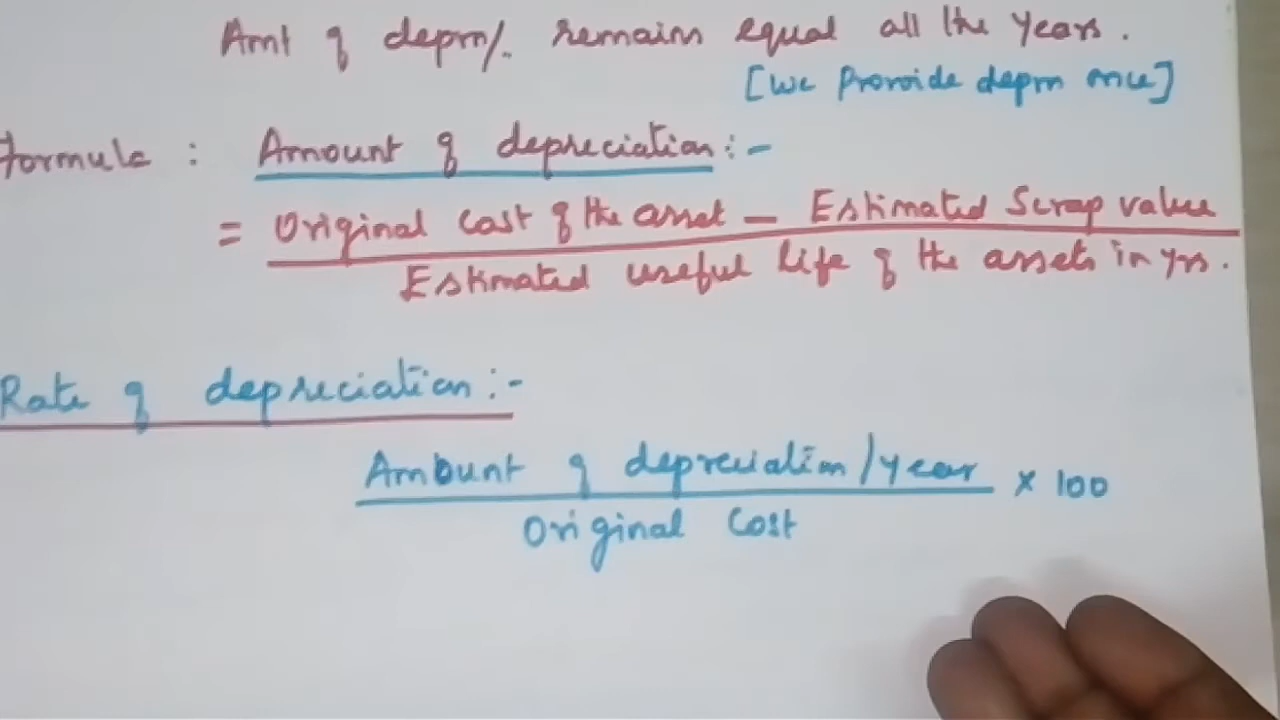 Amt of deprn/. remains equal all the years.
[We Provide deprn once]
Formula : Amount of depreciation :-
= Original cost of the asset - Estimated Scrap value
Estimated useful life of the assets in yrs.
Rate of depreciation :-
Amount of depreciation/year × 100
Original Cost